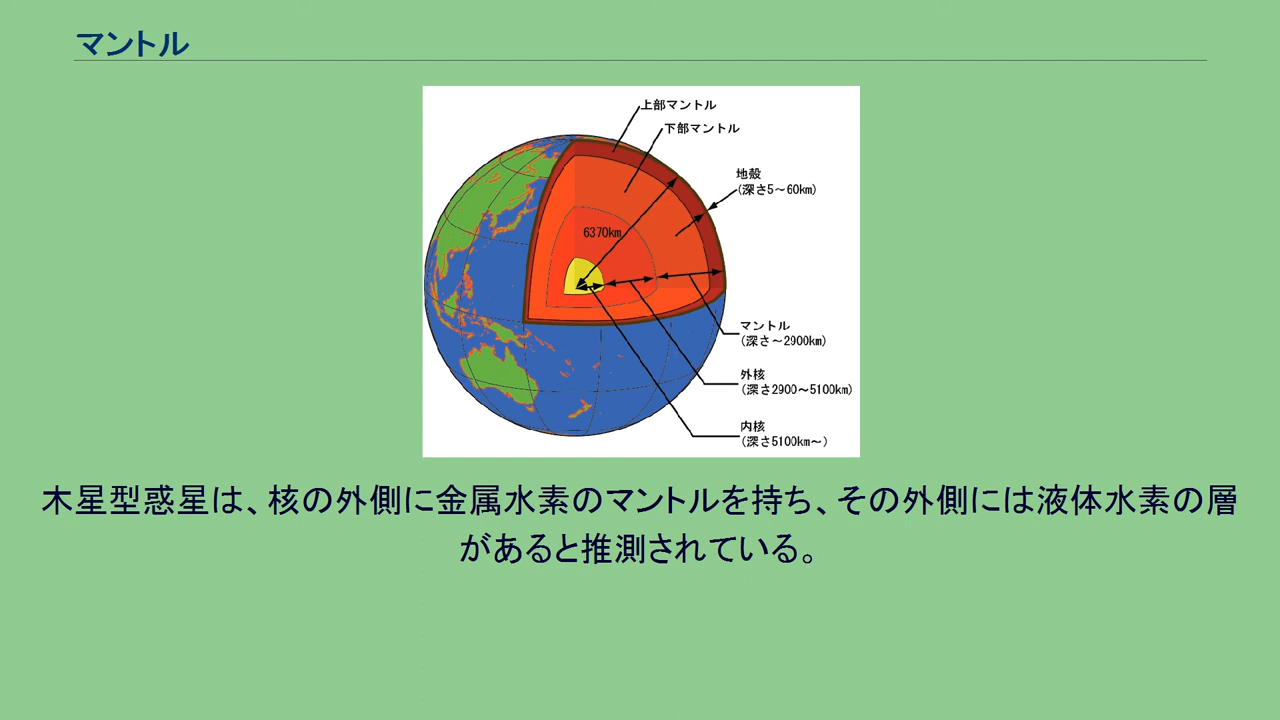 マントル
上部マントル
下部マントル
地殻
(深さ5～60km)
6370km
マントル
(深さ～2900km)
外核
(深さ2900～5100km)
内核
(深さ5100km～)
木星型惑星は、核の外側に金属水素のマントルを持ち、その外側には液体水素の層
があると推測されている。